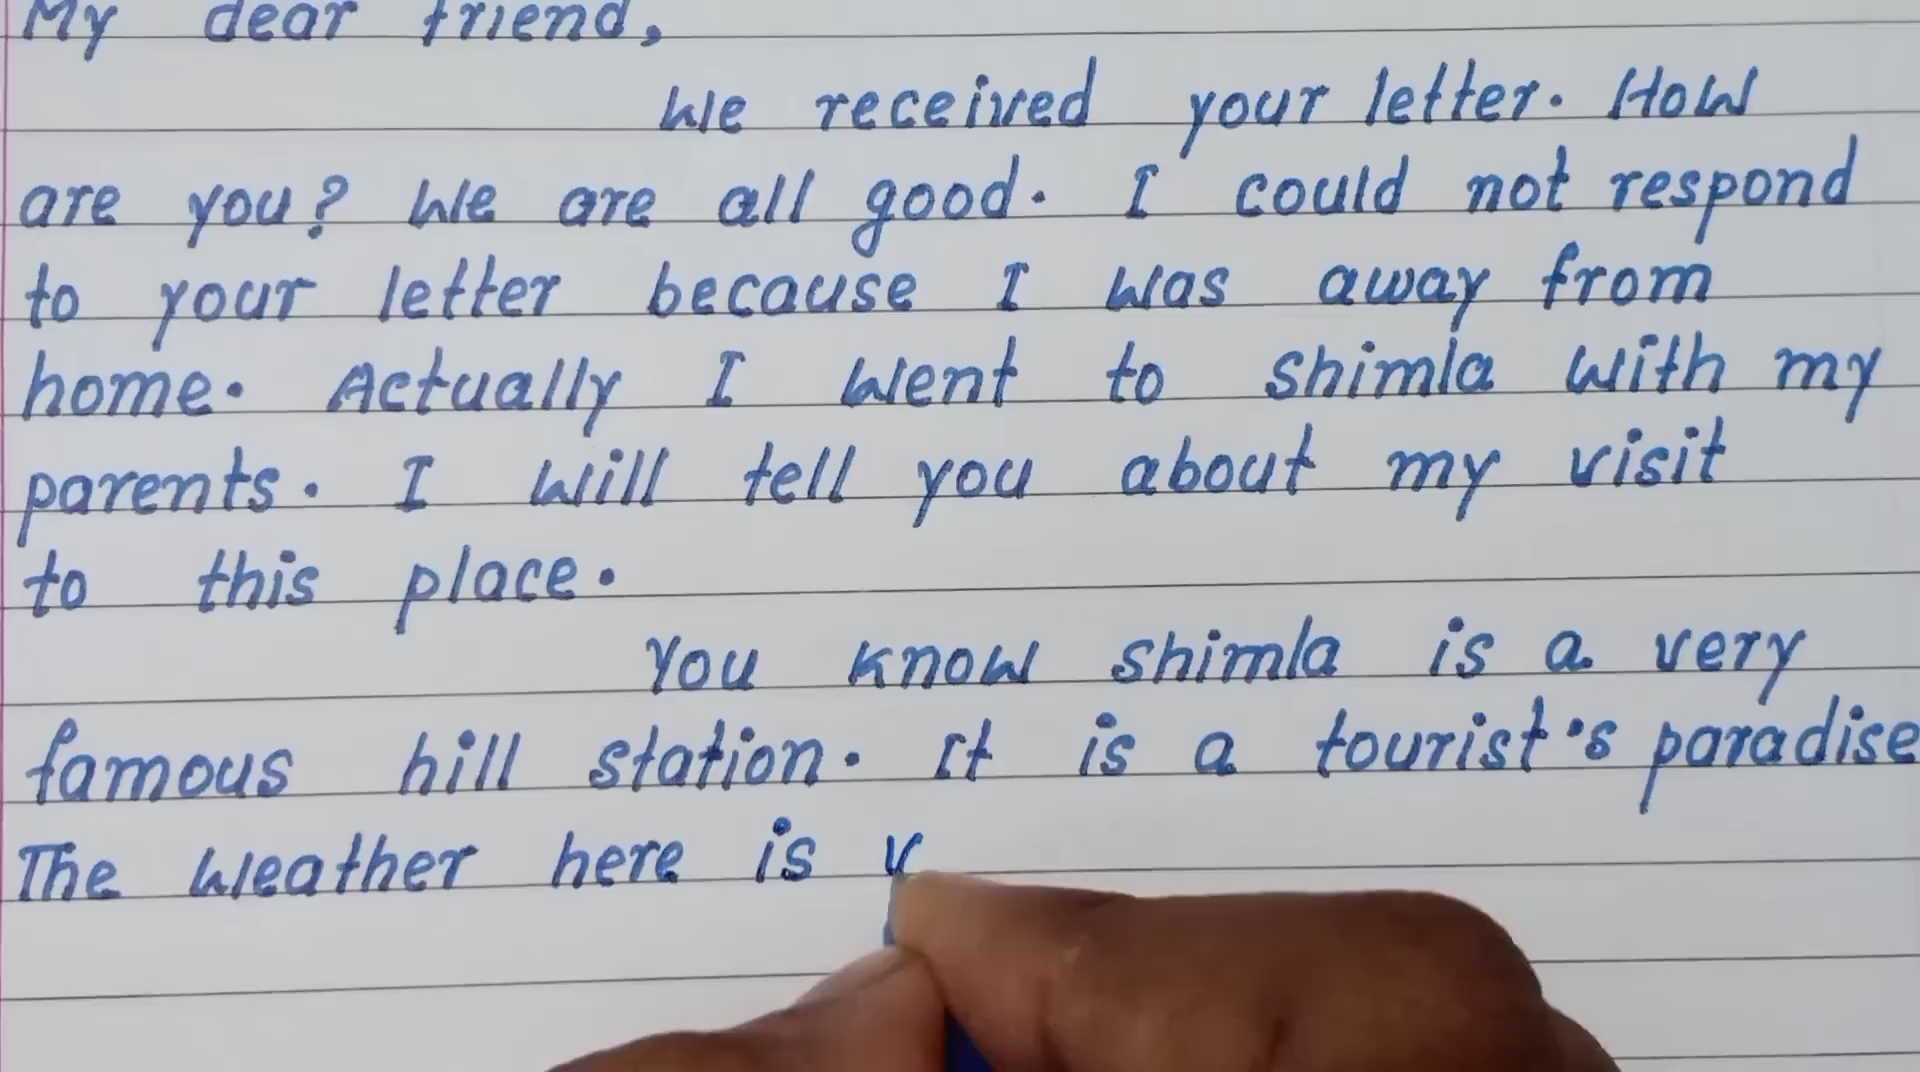 My dear friend,
We received your letter. How
are you? We are all good. I could not respond
to your letter because I was away from
home. Actually I went to shimla with my
parents. I will tell you about my visit
to this place.
You know shimla is a very
famous hill station. It is a tourist's paradise
The weather here is v